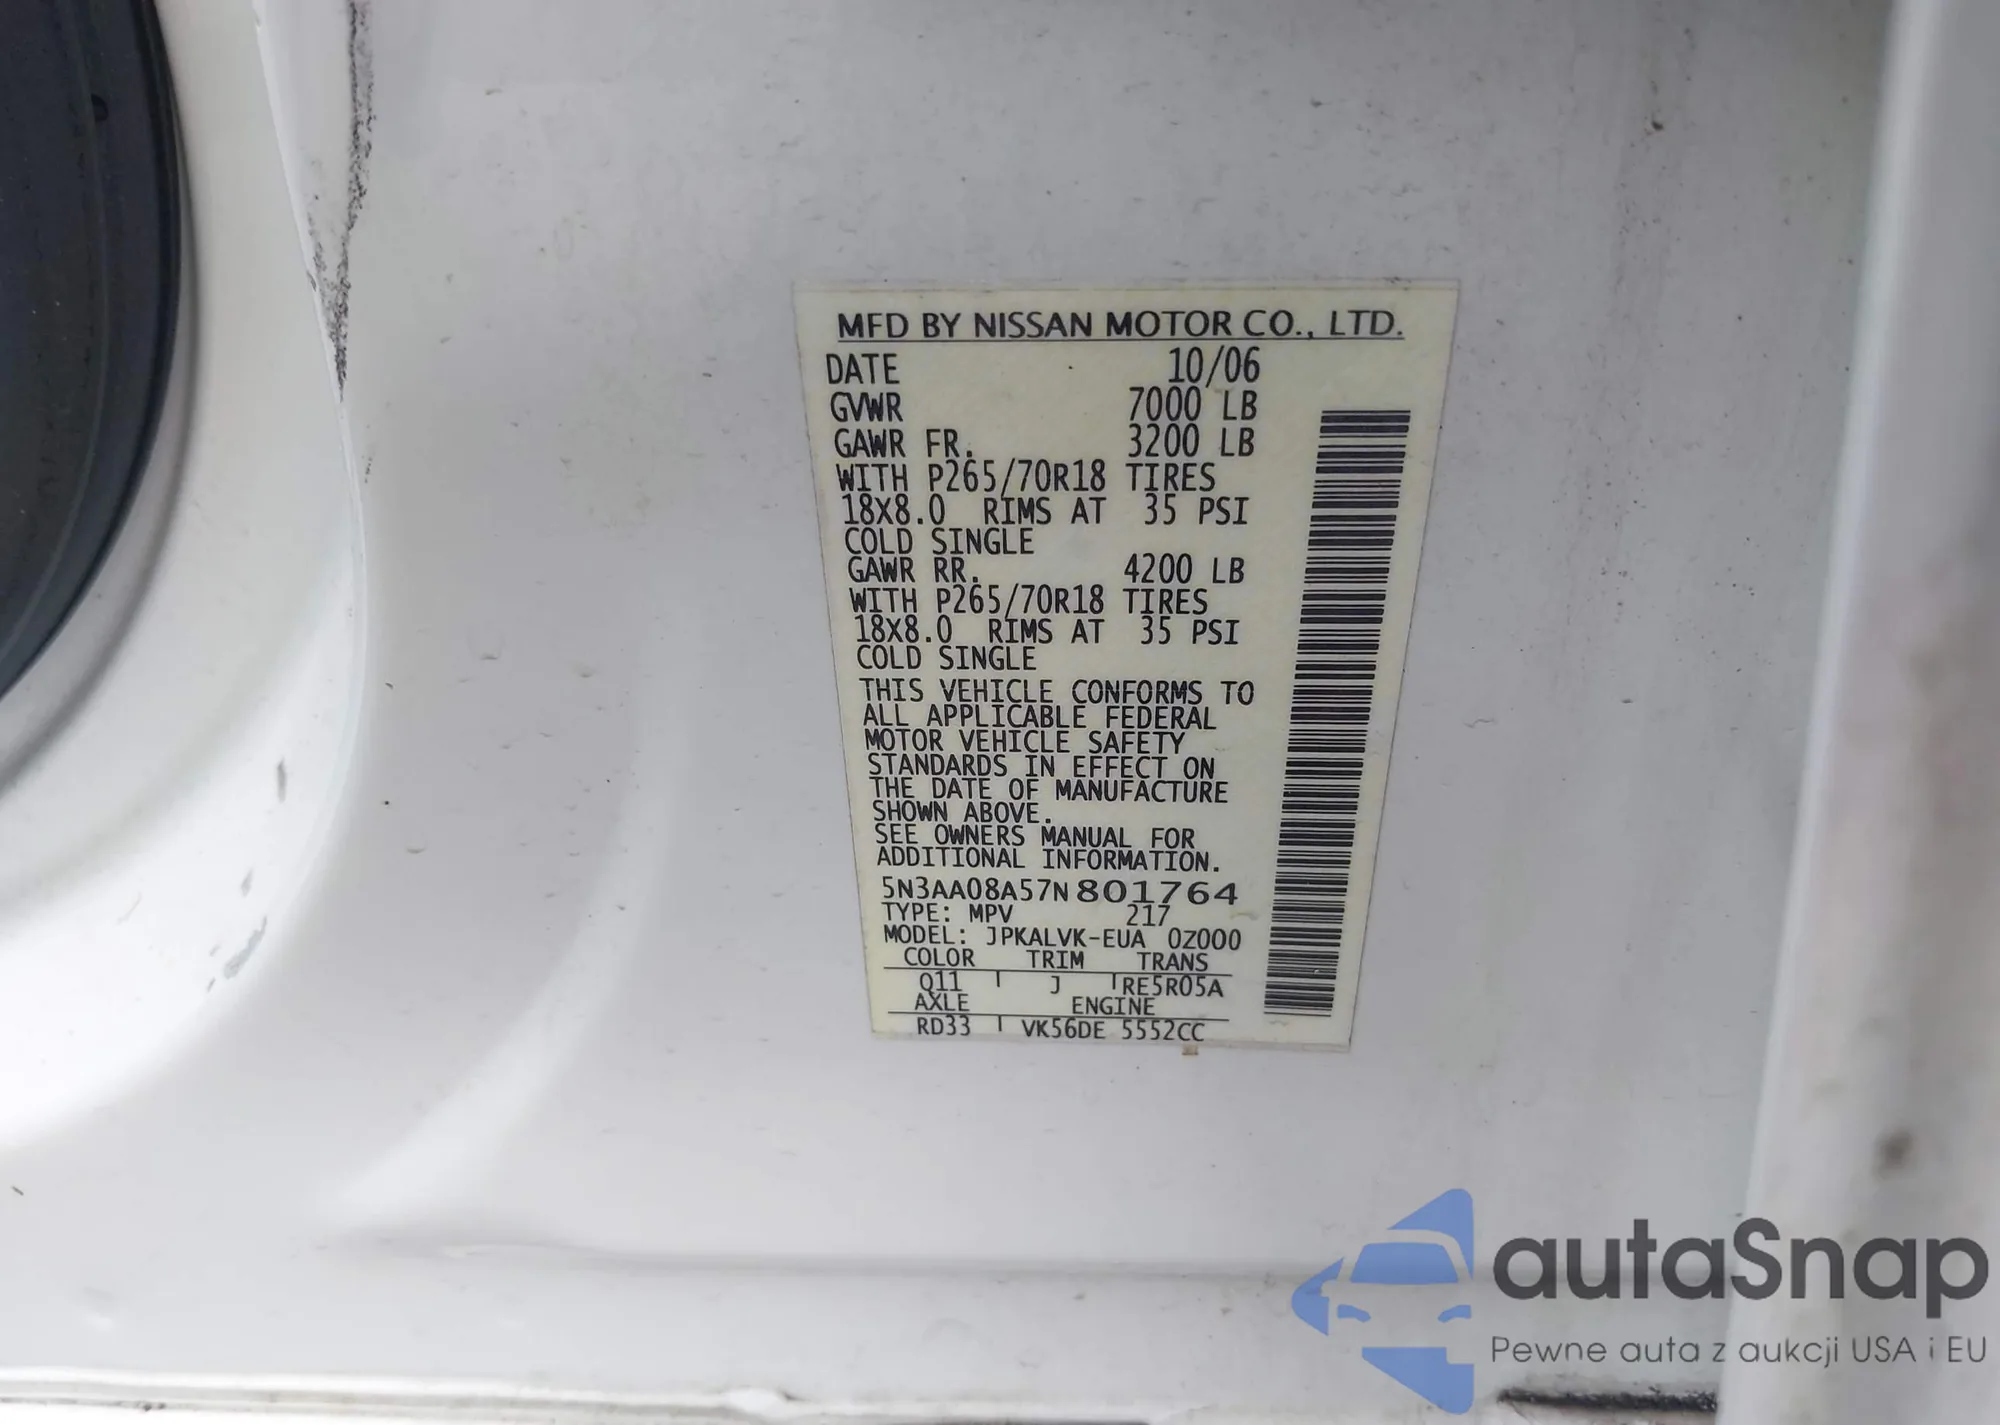 MFD BY NISSAN MOTOR CO., LTD.
DATE 10/06
GVWR 7000 LB
GAWR FR. 3200 LB
WITH P265/70R18 TIRES
18X8.0 RIMS AT 35 PSI
COLD SINGLE
GAWR RR. 4200 LB
WITH P265/70R18 TIRES
18X8.0 RIMS AT 35 PSI
COLD SINGLE
THIS VEHICLE CONFORMS TO
ALL APPLICABLE FEDERAL
MOTOR VEHICLE SAFETY
STANDARDS IN EFFECT ON
THE DATE OF MANUFACTURE
SHOWN ABOVE.
SEE OWNERS MANUAL FOR
ADDITIONAL INFORMATION.
5N3AA08A57N801764
TYPE: MPV 217
MODEL: JPKALVK-EUA 0Z000
COLOR TRIM TRANS
Q11 J RE5R05A
AXLE ENGINE
RD33 VK56DE 5552CC
autaSnap
Pewne auta z aukcji USA i EU